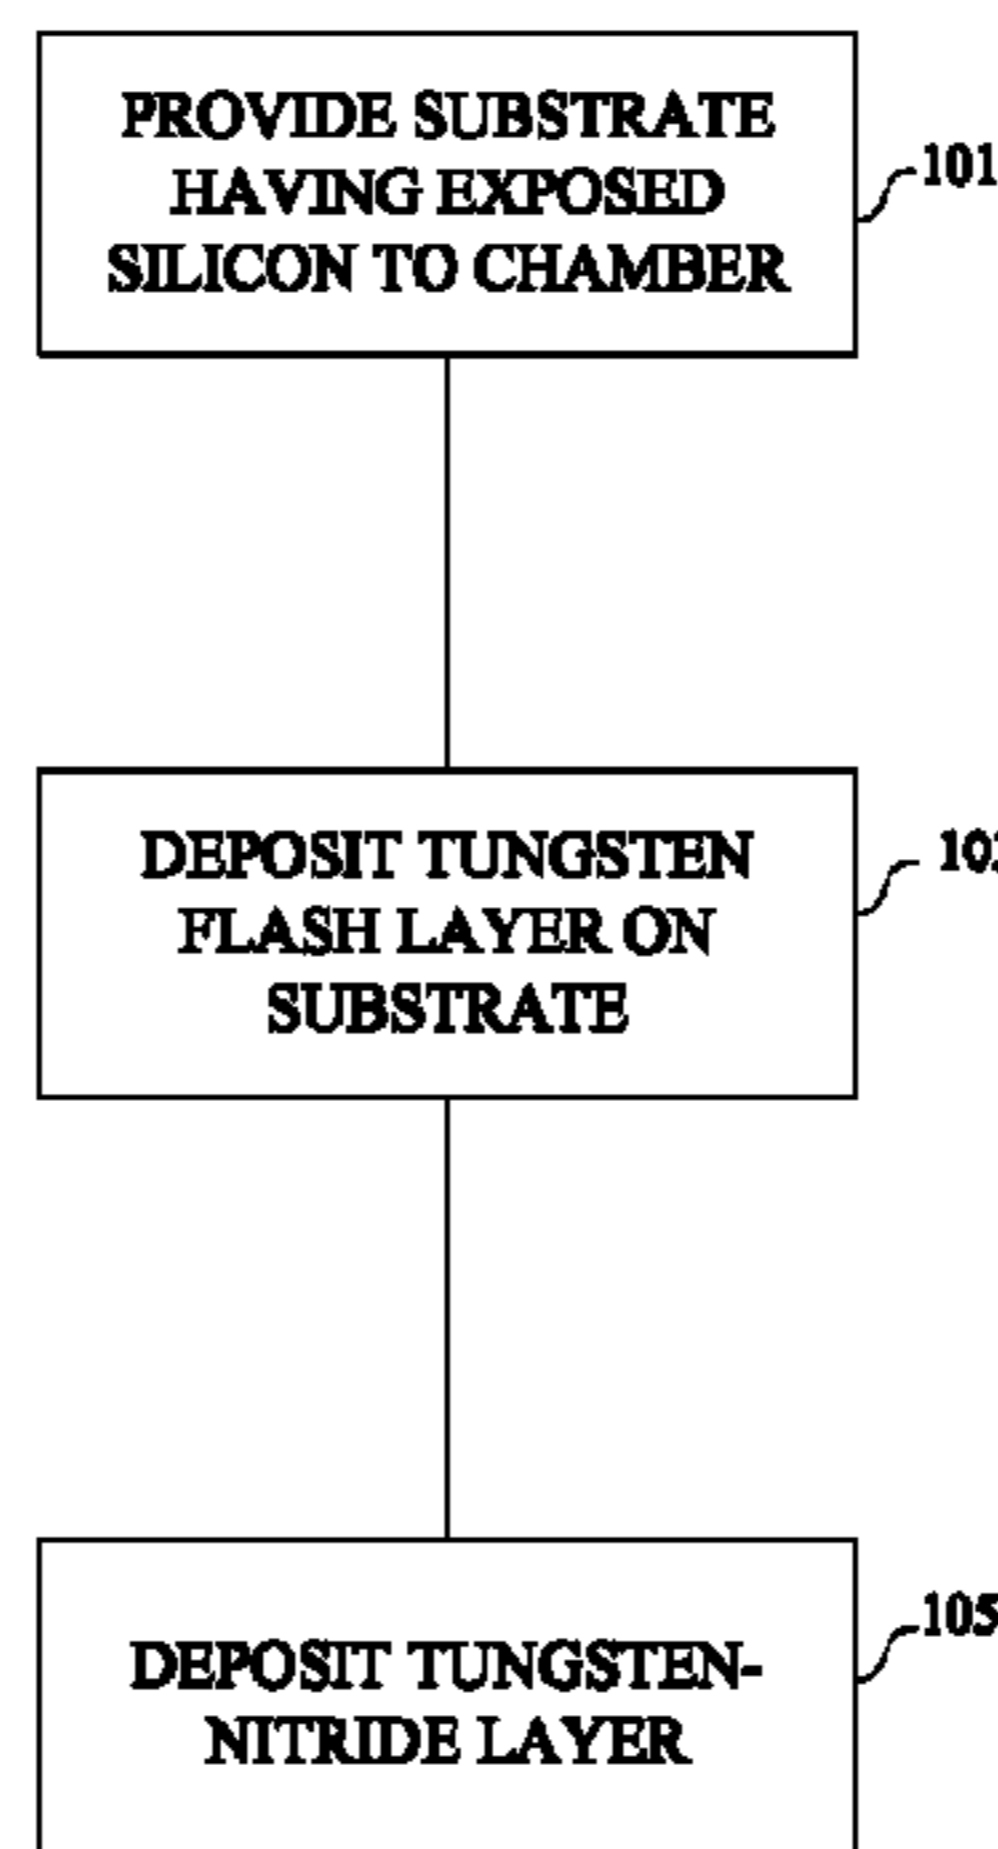 PROVIDE SUBSTRATE
HAVING EXPOSED
SILICON TO CHAMBER
101
DEPOSIT TUNGSTEN
FLASH LAYER ON
SUBSTRATE
DEPOSIT TUNGSTEN-
NITRIDE LAYER
105